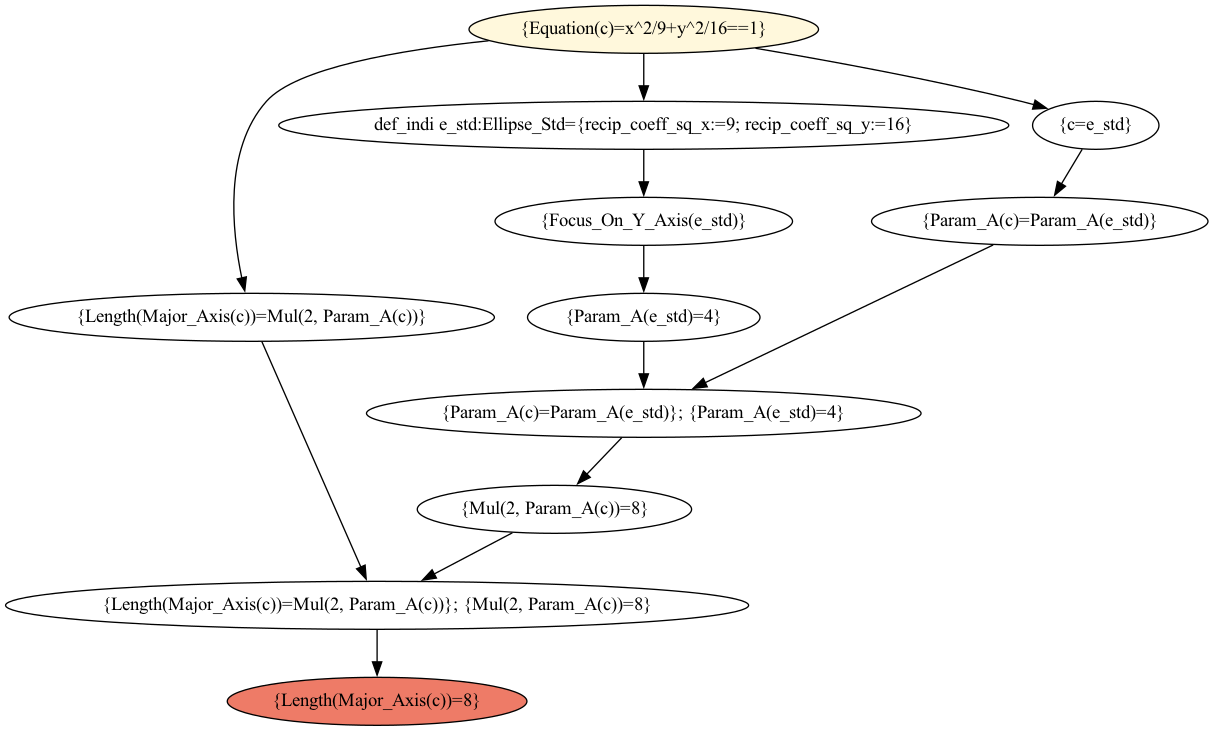 {Equation(c)=x^2/9+y^2/16==1}
def_indi e_std:Ellipse_Std={recip_coeff_sq_x:=9; recip_coeff_sq_y:=16}
{c=e_std}
{Focus_On_Y_Axis(e_std)}
{Param_A(c)=Param_A(e_std)}
{Length(Major_Axis(c))=Mul(2, Param_A(c))}
{Param_A(e_std)=4}
{Param_A(c)=Param_A(e_std)}; {Param_A(e_std)=4}
{Mul(2, Param_A(c))=8}
{Length(Major_Axis(c))=Mul(2, Param_A(c))}; {Mul(2, Param_A(c))=8}
{Length(Major_Axis(c))=8}